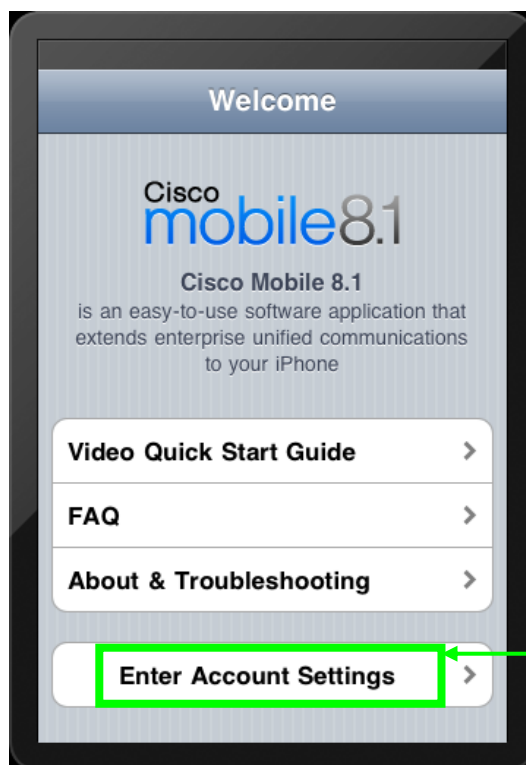 Welcome
Cisco
mobile8.1
Cisco Mobile 8.1
is an easy-to-use software application that
extends enterprise unified communications
to your iPhone
Video Quick Start Guide
FAQ
About & Troubleshooting
Enter Account Settings